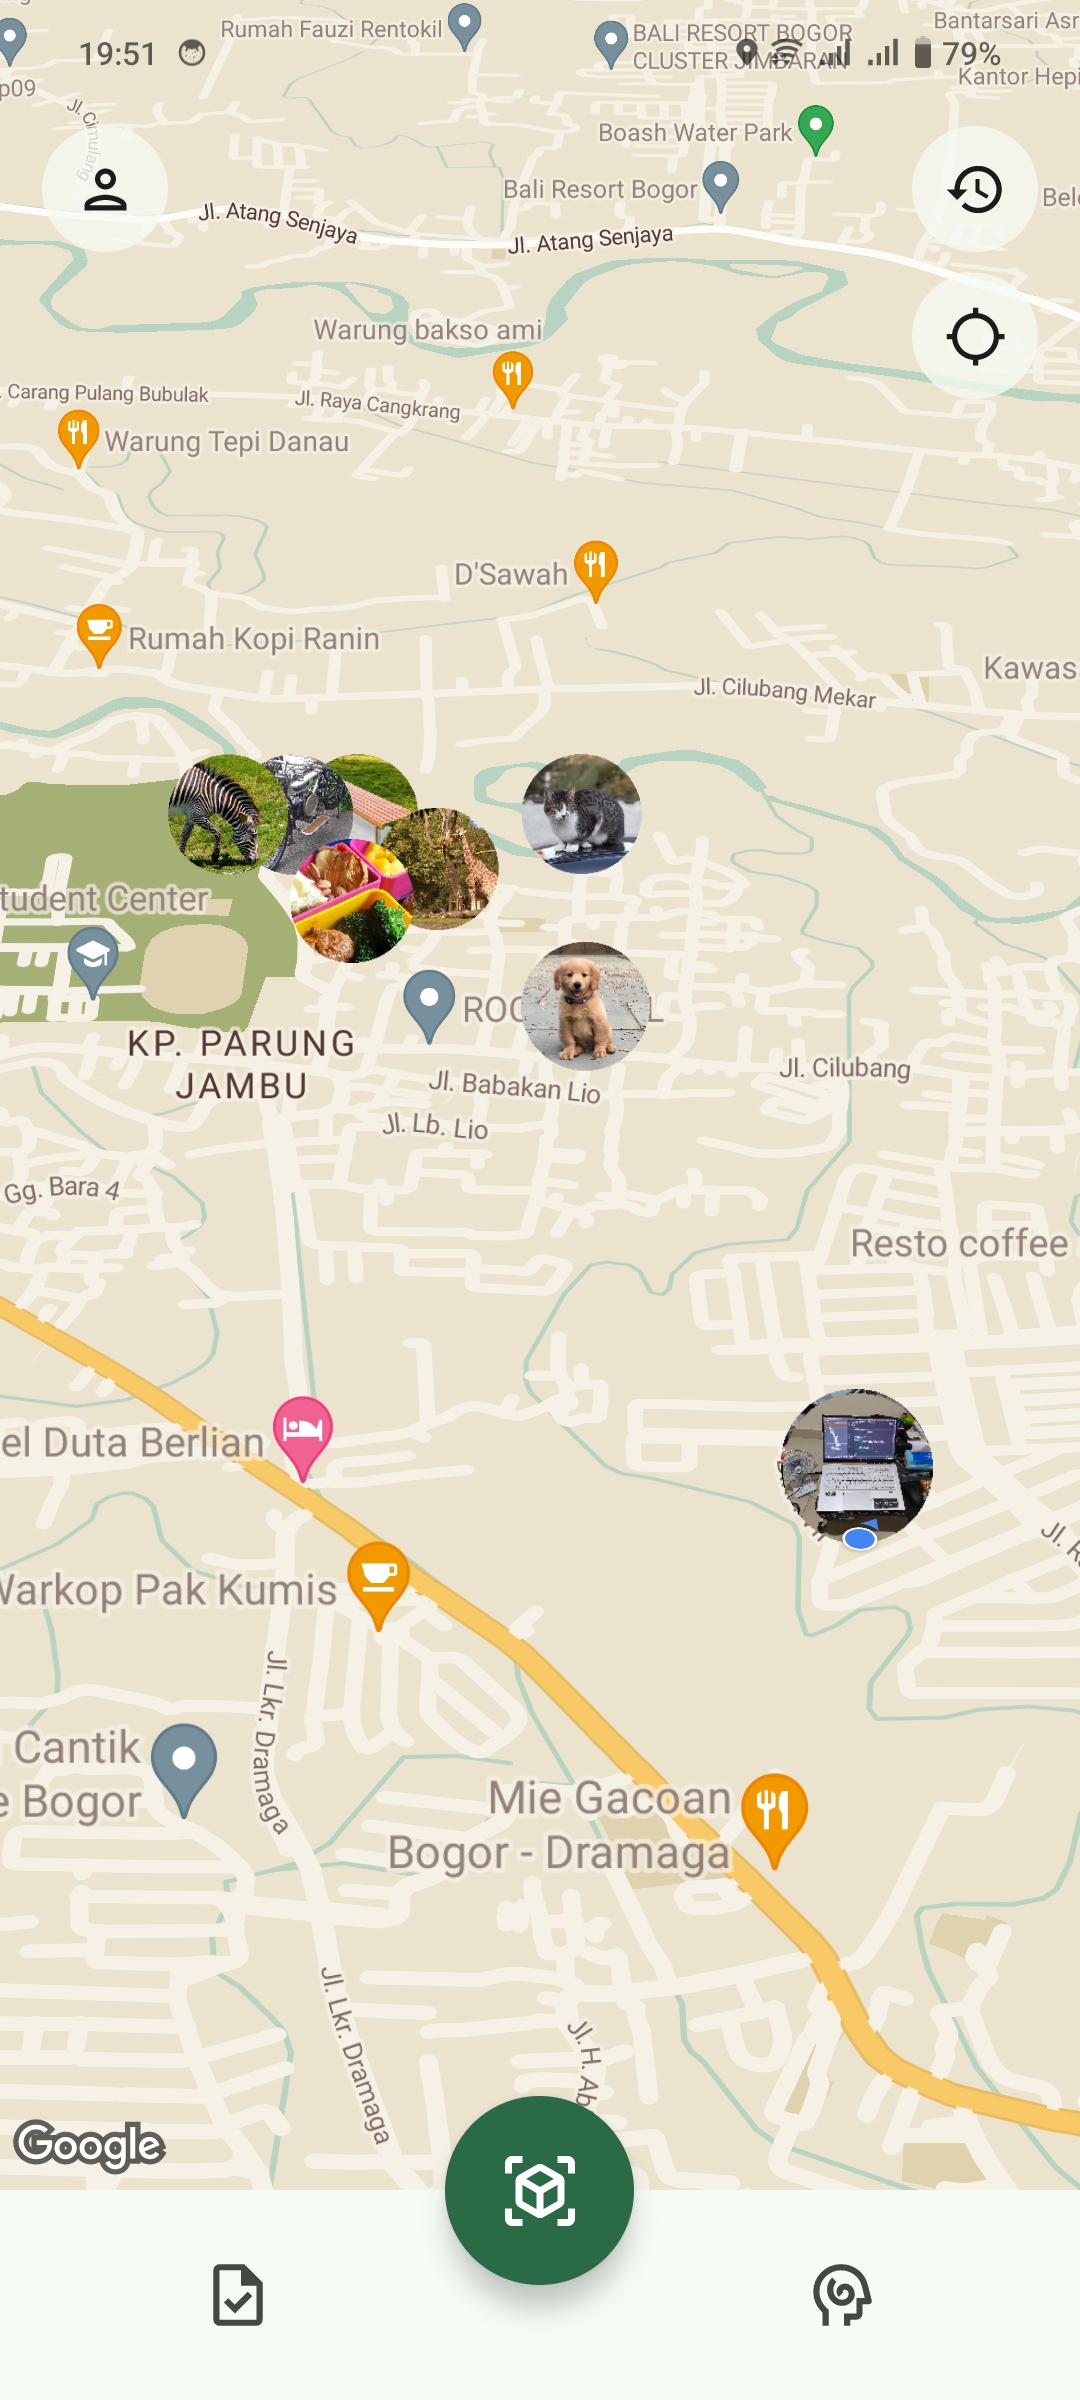 Rumah Fauzi Rentokil
BALI RESORT BOGOR
CLUSTER JIMBARAN
Bantarsari Asr
19:51
79%
Kantor Hepi
p09
Jl. Ci
mulang
Boash Water Park
Bali Resort Bogor
Bel
Jl. Atang Senjaya
Jl. Atang Senjaya
Warung bakso ami
. Carang Pulang Bubulak
Jl. Raya Cangkrang
Warung Tepi Danau
D'Sawah
Rumah Kopi Ranin
Kawas
Jl. Cilubang Mekar
tudent Center
ROC
L
KP. PARUNG
JAMBU
Jl. Cilubang
Jl. Babakan Lio
Jl. Lb. Lio
Gg. Bara 4
Resto coffee
el Duta Berlian
Jl. R
Warkop Pak Kumis
Jl. Lkr. Dramaga
Cantik
e Bogor
Mie Gacoan
Bogor - Dramaga
Jl. Lkr. Dramaga
Jl. H. Ab
Google